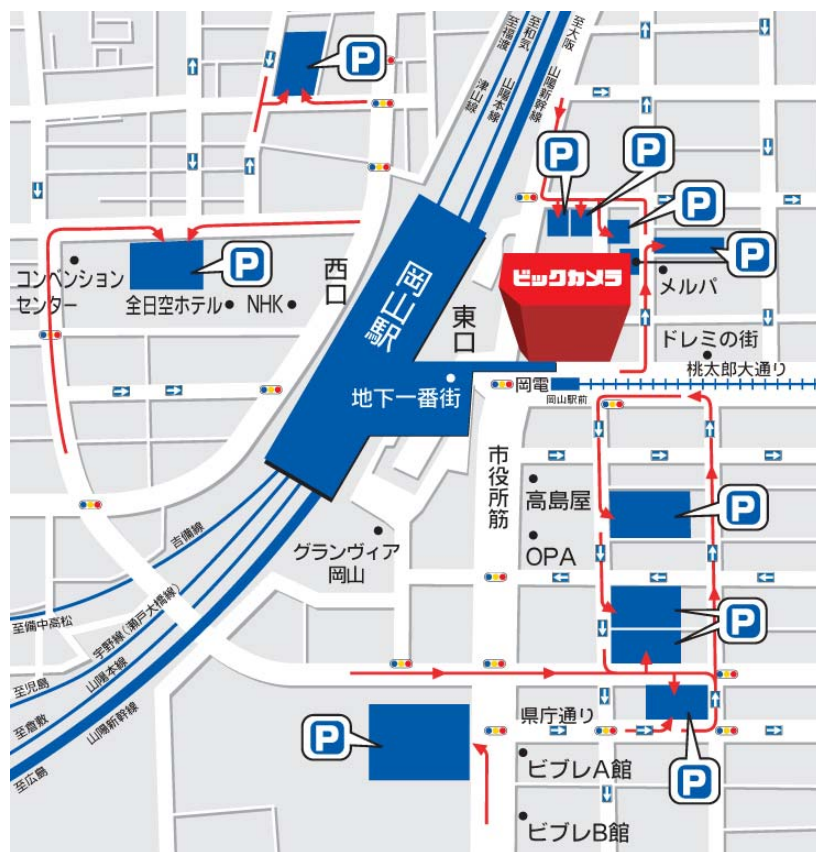 至福渡
至和気
至大阪
津山線
山陽本線
山陽新幹線
P
P
P
P
P
コンベンション
センター
全日空ホテル
NHK
P
西口
岡山駅
東口
ビックカメラ
メルパ
P
ドレミの街
桃太郎大通り
地下一番街
岡電
岡山駅前
市役所筋
高島屋
P
OPA
グランヴィア
岡山
吉備線
至備中高松
宇野線(瀬戸大橋線)
至児島
山陽本線
至倉敷
山陽新幹線
至広島
P
県庁通り
P
P
ビブレA館
ビブレB館